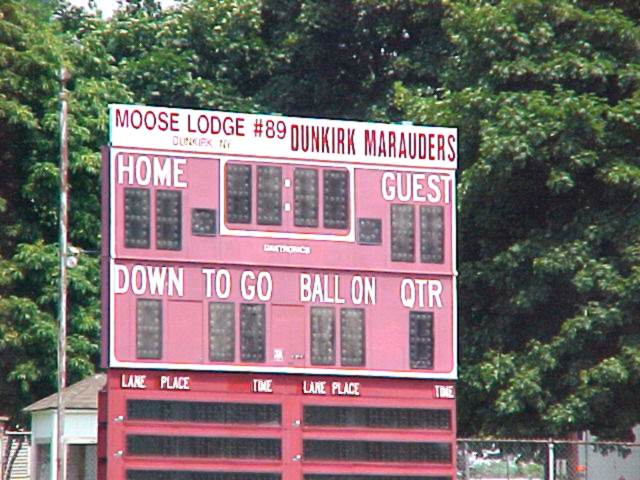 MOOSE LODGE #89 DUNKIRK MARAUDERS
DUNKIRK NY
HOME GUEST
DAKTRONICS
DOWN TO GO BALL ON QTR
LANE PLACE TIME LANE PLACE TIME